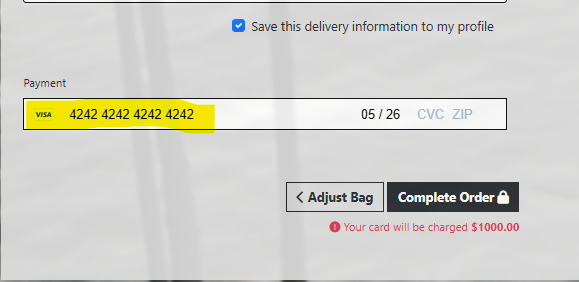 Save this delivery information to my profile
Payment
VISA 4242 4242 4242 4242 05 / 26 CVC ZIP
Adjust Bag Complete Order
Your card will be charged $1000.00